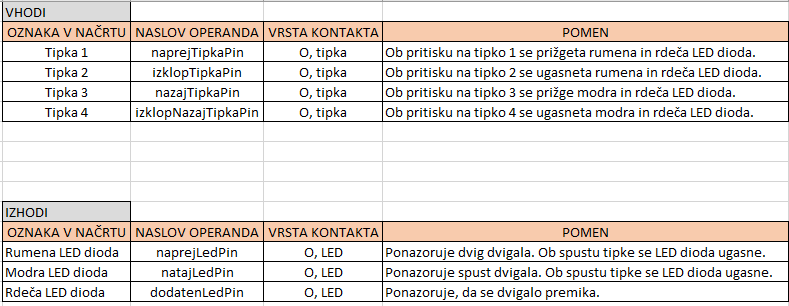 VHODI
OZNAKA V NAČRTU NASLOV OPERANDA VRSTA KONTAKTA POMEN
Tipka 1 naprejTipkaPin O, tipka Ob pritisku na tipko 1 se prižgeta rumena in rdeča LED dioda.
Tipka 2 izklopTipkaPin O, tipka Ob pritisku na tipko 2 se ugasneta rumena in rdeča LED dioda.
Tipka 3 nazajTipkaPin O, tipka Ob pritisku na tipko 3 se prižge modra in rdeča LED dioda.
Tipka 4 izklopNazajTipkaPin O, tipka Ob pritisku na tipko 4 se ugasneta modra in rdeča LED dioda.
IZHODI
OZNAKA V NAČRTU NASLOV OPERANDA VRSTA KONTAKTA POMEN
Rumena LED dioda naprejLedPin O, LED Ponazoruje dvig dvigala. Ob spustu tipke se LED dioda ugasne.
Modra LED dioda natajLedPin O, LED Ponazoruje spust dvigala. Ob spustu tipke se LED dioda ugasne.
Rdeča LED dioda dodatenLedPin O, LED Ponazoruje, da se dvigalo premika.